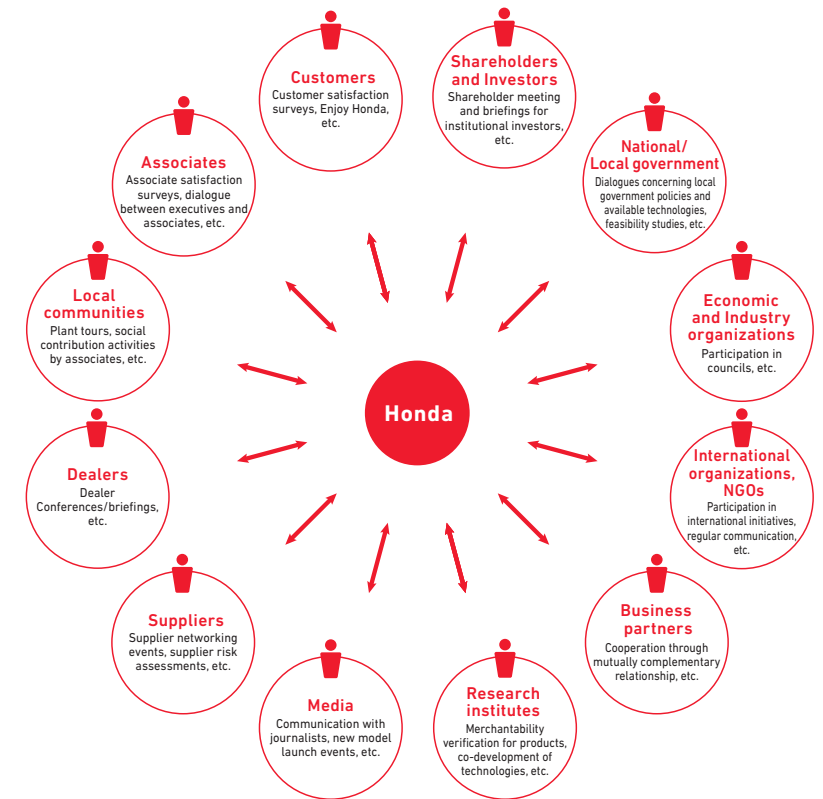 Customers
Customer satisfaction
surveys, Enjoy Honda,
etc.
Shareholders
and Investors
Shareholder meeting
and briefings for
institutional investors,
etc.
National/
Local government
Dialogues concerning local
government policies and
available technologies,
feasibility studies, etc.
Economic
and Industry
organizations
Participation in
councils, etc.
International
organizations,
NGOs
Participation in
international initiatives,
regular communication,
etc.
Business
partners
Cooperation through
mutually complementary
relationship, etc.
Research
institutes
Merchantability
verification for products,
co-development of
technologies, etc.
Media
Communication with
journalists, new model
launch events, etc.
Suppliers
Supplier networking
events, supplier risk
assessments, etc.
Dealers
Dealer
Conferences/briefings,
etc.
Local
communities
Plant tours, social
contribution activities
by associates, etc.
Associates
Associate satisfaction
surveys, dialogue
between executives and
associates, etc.
Honda